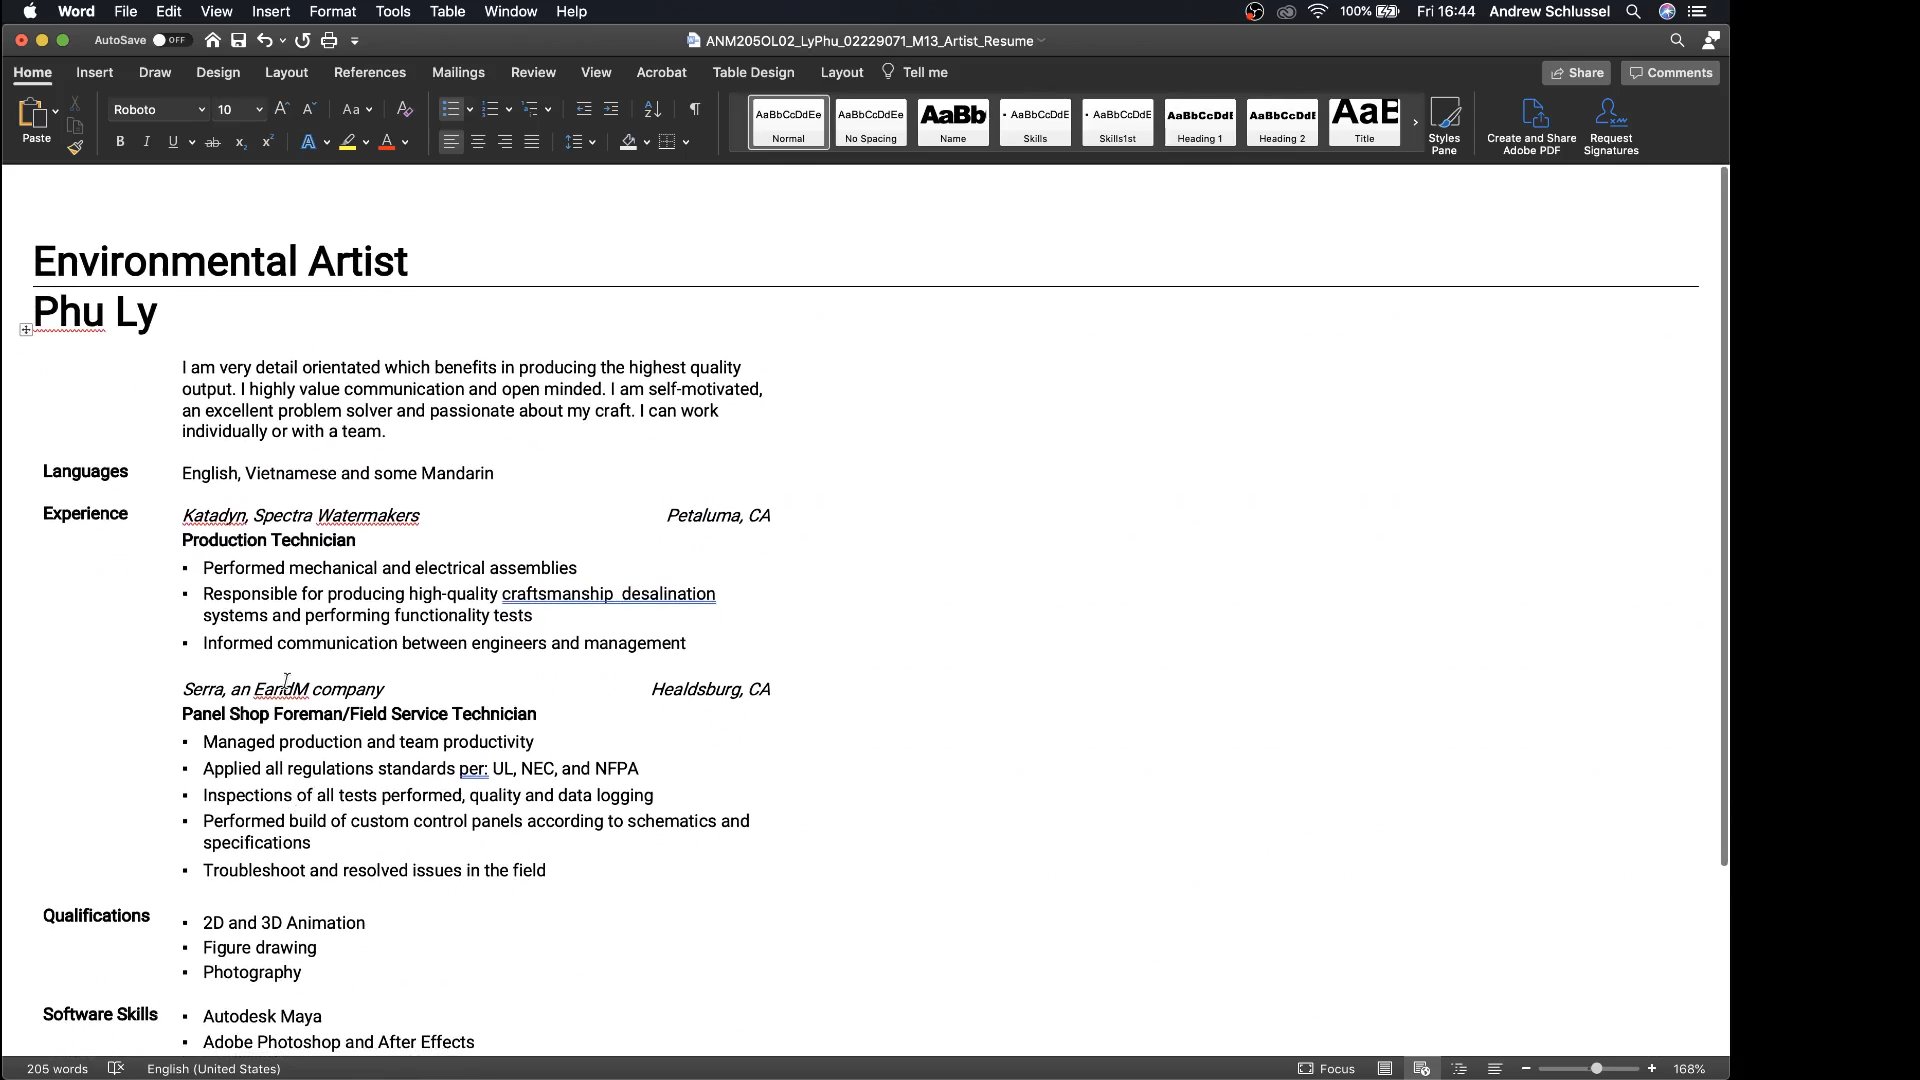 Word File Edit View Insert Format Tools Table Window Help 100% Fri 16:44 Andrew Schlussel
AutoSave OFF ANM205OL02_LyPhu_02229071_M13_Artist_Resume
Home Insert Draw Design Layout References Mailings Review View Acrobat Table Design Layout Tell me Share Comments
Paste Roboto 10 AaBbCcDdEe Normal AaBbCcDdEe No Spacing AaBb Name AaBbCcDdE Skills AaBbCcDdE Skills1st AaBbCcDdE Heading 1 AaBbCcDdE Heading 2 AaB Title Styles Pane Create and Share Adobe PDF Request Signatures
Environmental Artist
Phu Ly
I am very detail orientated which benefits in producing the highest quality
output. I highly value communication and open minded. I am self-motivated,
an excellent problem solver and passionate about my craft. I can work
individually or with a team.
Languages English, Vietnamese and some Mandarin
Experience Katadyn, Spectra Watermakers Petaluma, CA
Production Technician
▪ Performed mechanical and electrical assemblies
▪ Responsible for producing high-quality craftsmanship  desalination
systems and performing functionality tests
▪ Informed communication between engineers and management
Serra, an EandM company Healdsburg, CA
Panel Shop Foreman/Field Service Technician
▪ Managed production and team productivity
▪ Applied all regulations standards per: UL, NEC, and NFPA
▪ Inspections of all tests performed, quality and data logging
▪ Performed build of custom control panels according to schematics and
specifications
▪ Troubleshoot and resolved issues in the field
Qualifications
▪ 2D and 3D Animation
▪ Figure drawing
▪ Photography
Software Skills ▪ Autodesk Maya
▪ Adobe Photoshop and After Effects
205 words English (United States) Focus 168%